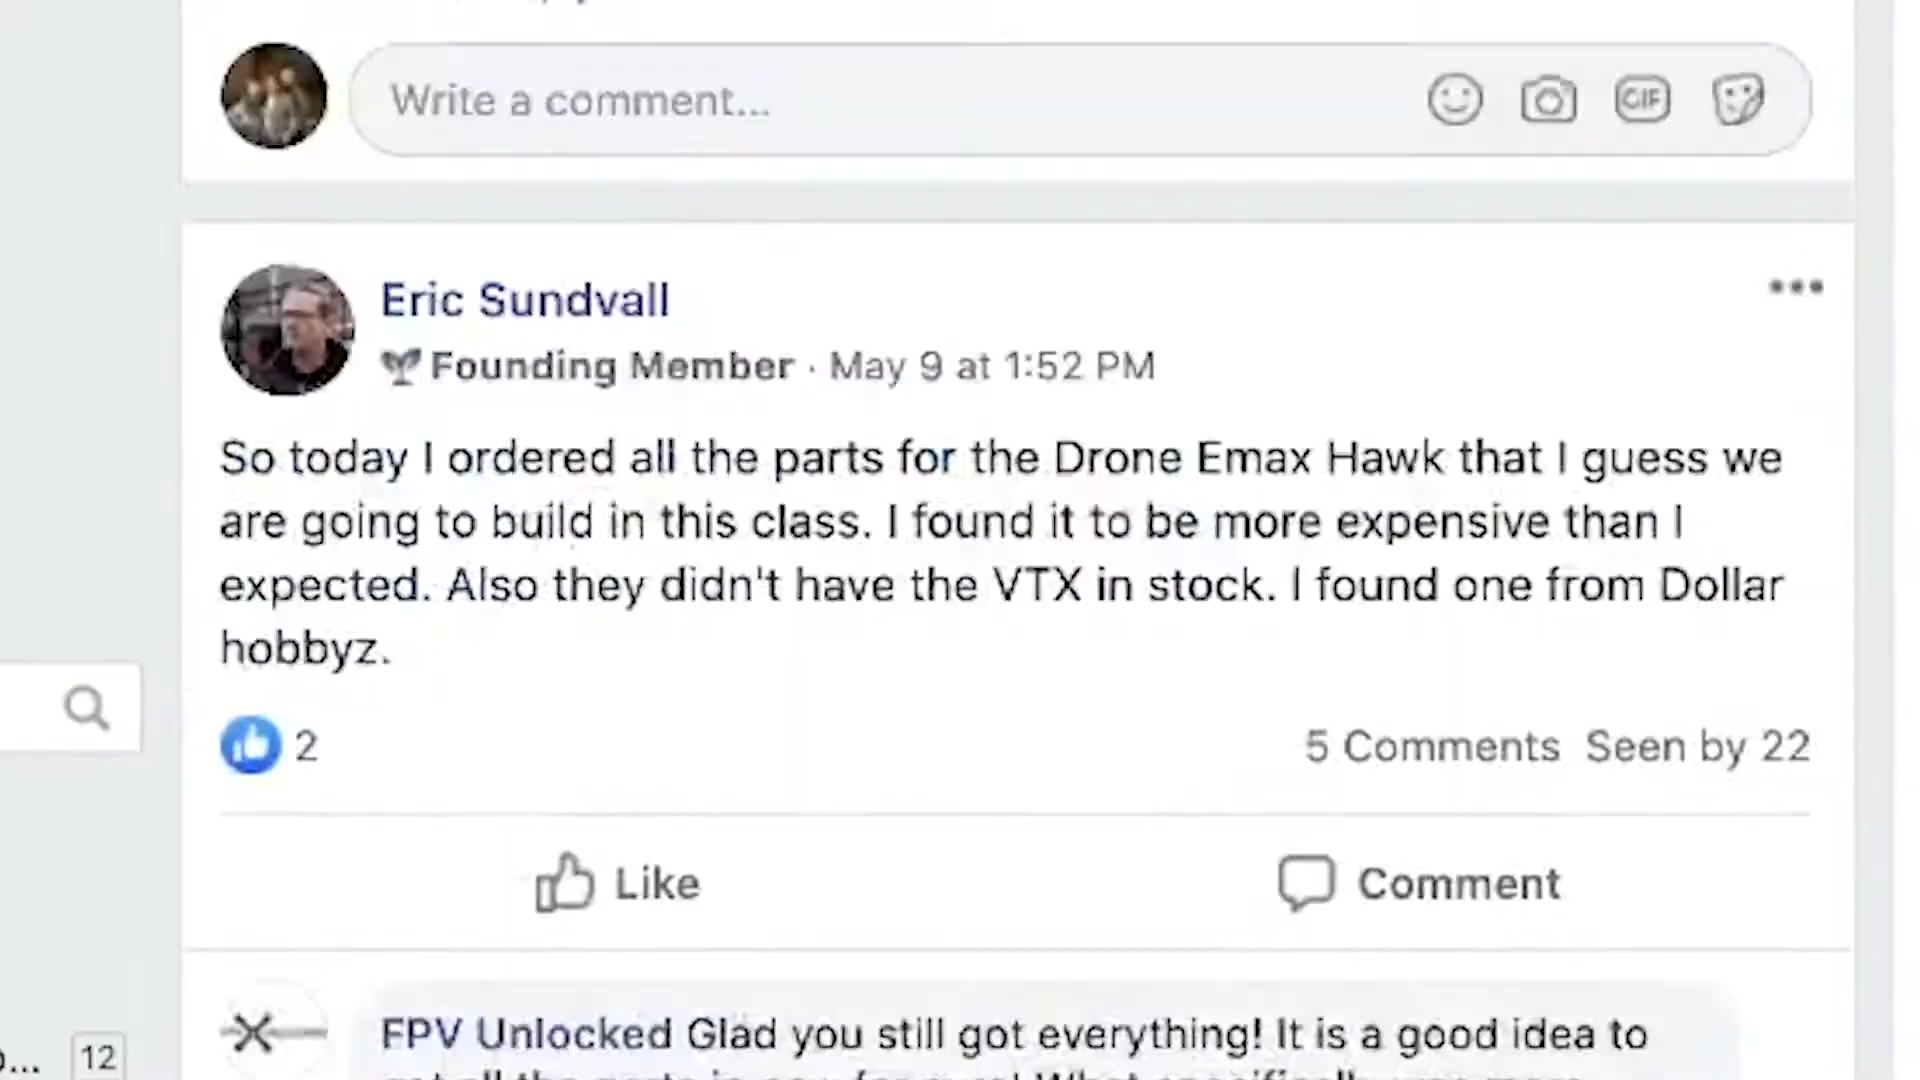 Write a comment...
GIF
Eric Sundvall
Founding Member · May 9 at 1:52 PM
So today I ordered all the parts for the Drone Emax Hawk that I guess we
are going to build in this class. I found it to be more expensive than I
expected. Also they didn't have the VTX in stock. I found one from Dollar
hobbyz.
2
5 Comments Seen by 22
Like
Comment
FPV Unlocked Glad you still got everything! It is a good idea to
12